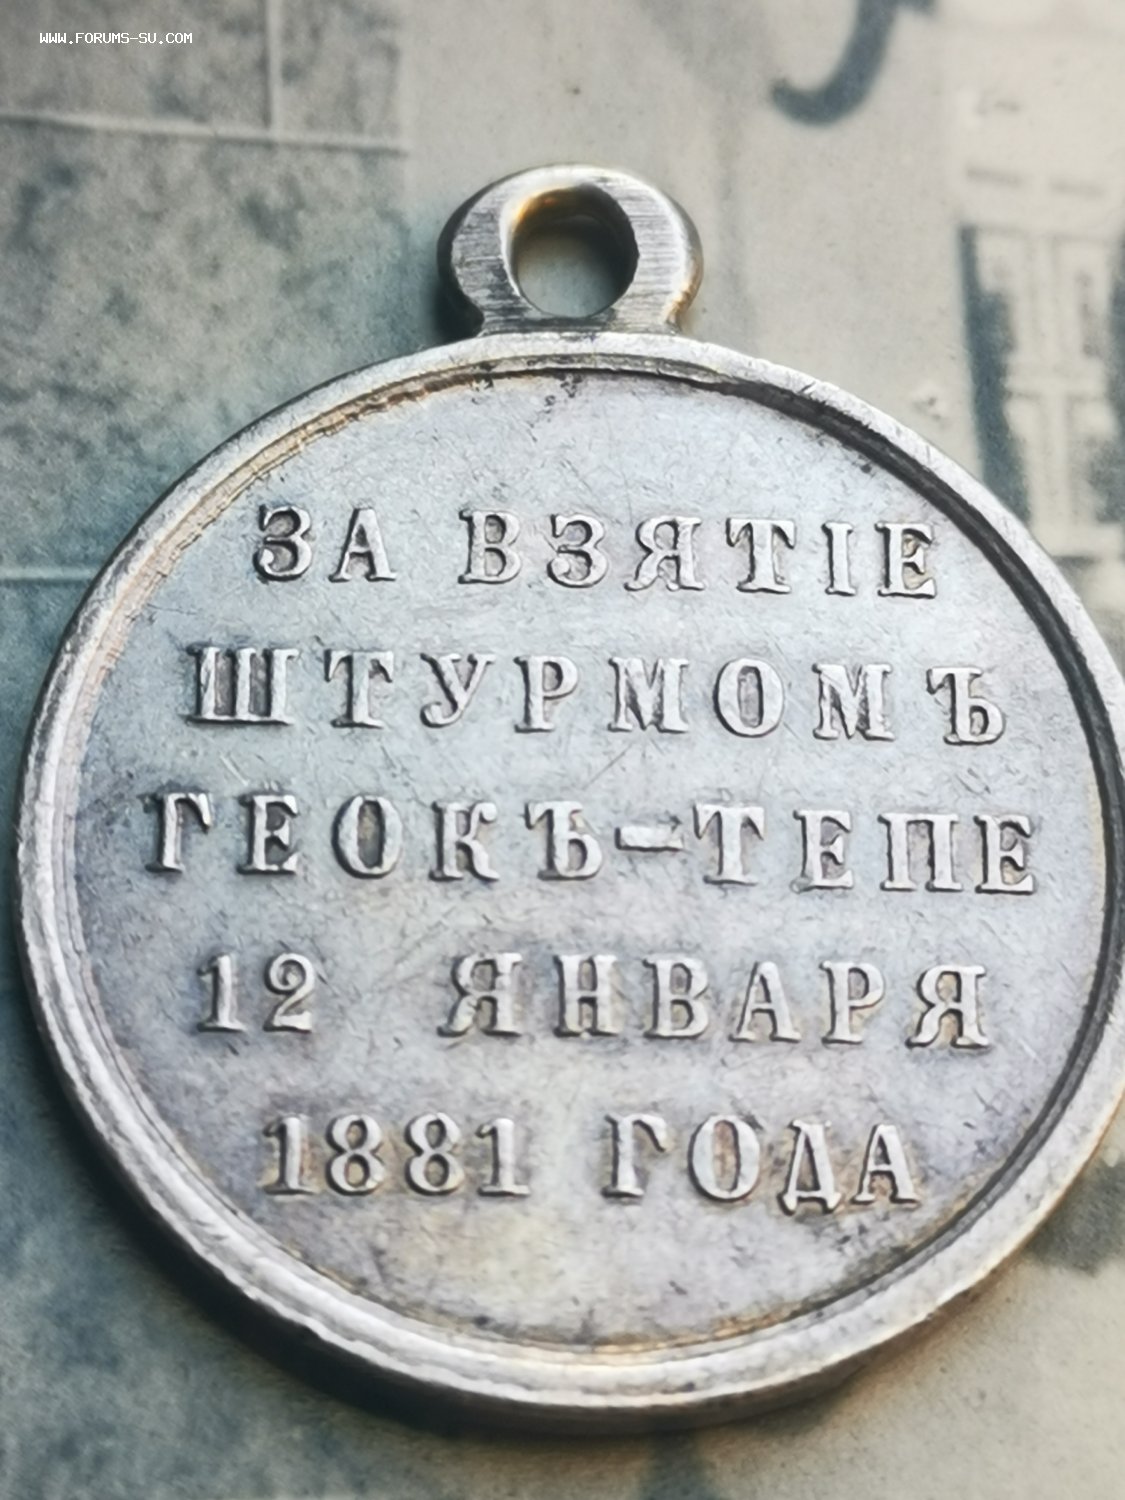 WWW.FORUMS-SU.COM
ЗА ВЗЯТІЕ
ШТУРМОМЪ
ГЕОКЪ-ТЕПЕ
12 ЯНВАРЯ
1881 ГОДА